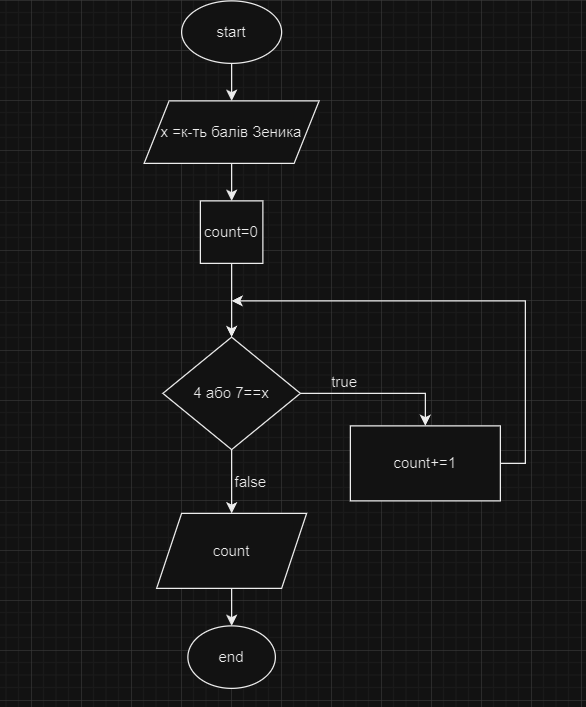 start
x =к-ть балів Зеника
count=0
4 або 7==x
true
count+=1
false
count
end